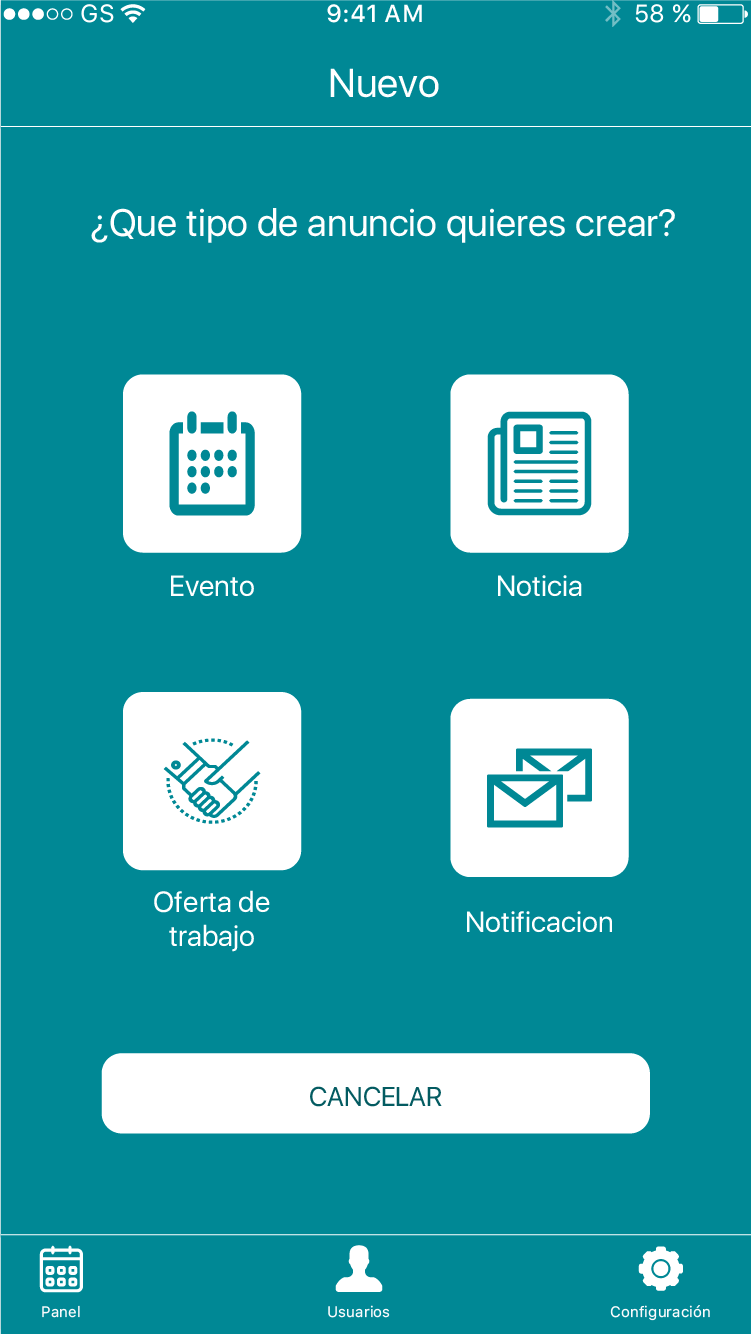 GS 9:41 AM 58 %
Nuevo
¿Que tipo de anuncio quieres crear?
Evento
Noticia
Oferta de
trabajo
Notificacion
CANCELAR
Panel
Usuarios
Configuración